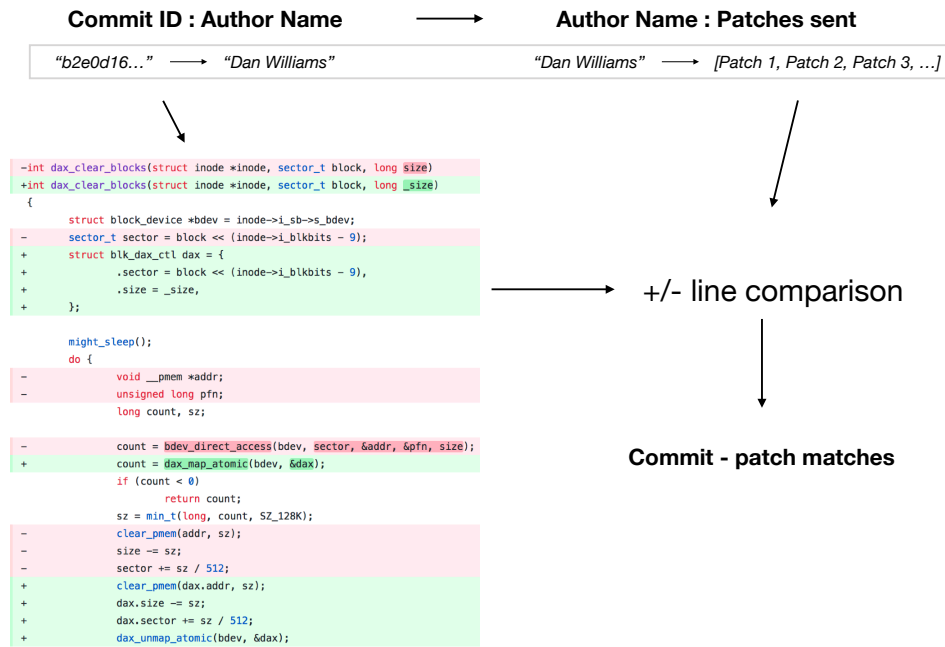 Commit ID : Author Name
Author Name : Patches sent
“b2e0d16...”
“Dan Williams”
“Dan Williams”
[Patch 1, Patch 2, Patch 3, ...]
-int dax_clear_blocks(struct inode *inode, sector_t block, long size)
+int dax_clear_blocks(struct inode *inode, sector_t block, long _size)
{
struct block_device *bdev = inode->i_sb->s_bdev;
- sector_t sector = block << (inode->i_blkbits - 9);
+ struct blk_dax_ctl dax = {
+ .sector = block << (inode->i_blkbits - 9),
+ .size = _size,
+ };
might_sleep();
do {
- void __pmem *addr;
- unsigned long pfn;
long count, sz;
- count = bdev_direct_access(bdev, sector, &addr, &pfn, size);
+ count = dax_map_atomic(bdev, &dax);
if (count < 0)
return count;
sz = min_t(long, count, SZ_128K);
- clear_pmem(addr, sz);
- size -= sz;
- sector += sz / 512;
+ clear_pmem(dax.addr, sz);
+ dax.size -= sz;
+ dax.sector += sz / 512;
+ dax_unmap_atomic(bdev, &dax);
+/- line comparison
Commit - patch matches